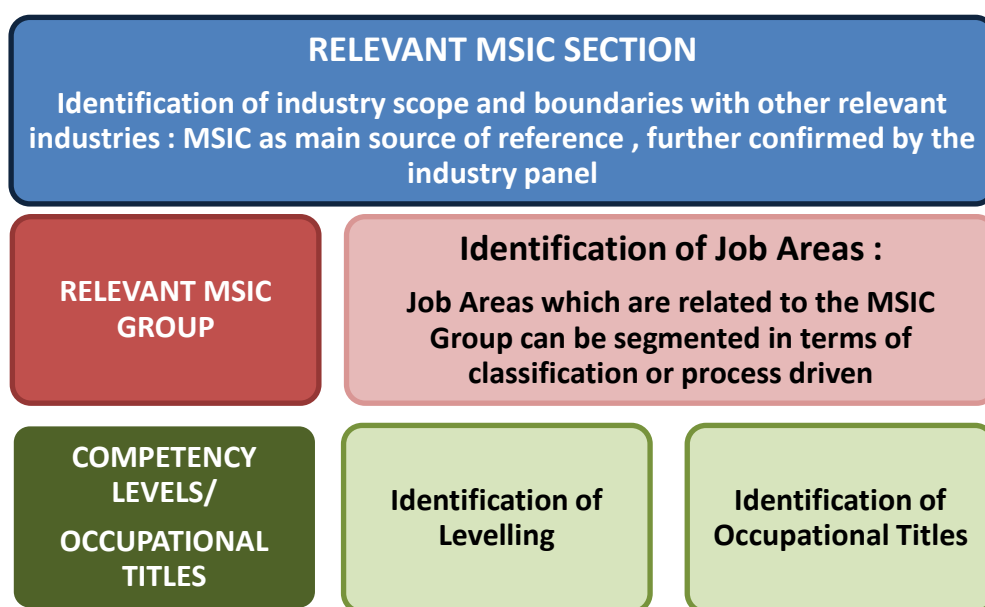 RELEVANT MSIC SECTION
Identification of industry scope and boundaries with other relevant
industries : MSIC as main source of reference , further confirmed by the
industry panel
RELEVANT MSIC
GROUP
Identification of Job Areas :
Job Areas which are related to the MSIC
Group can be segmented in terms of
classification or process driven
COMPETENCY
LEVELS/
OCCUPATIONAL
TITLES
Identification of
Levelling
Identification of
Occupational Titles